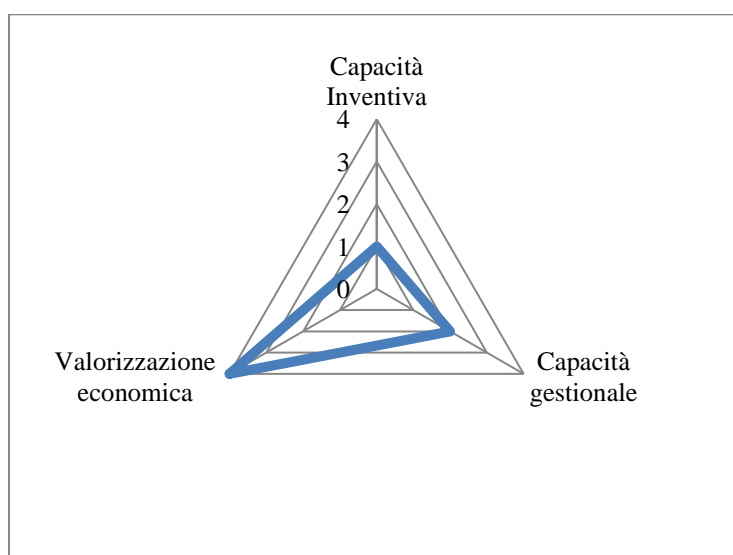 Capacità
Inventiva
4
3
2
1
0
Valorizzazione
economica
Capacità
gestionale